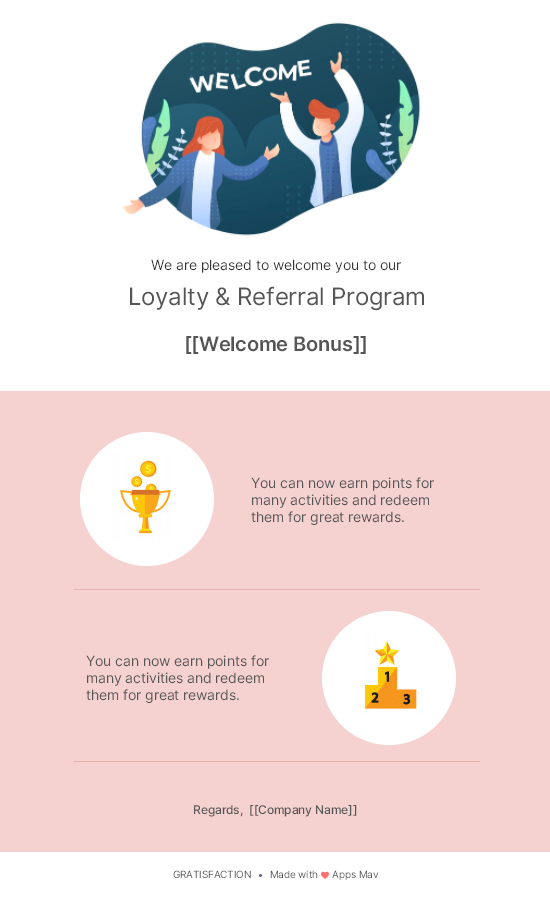 WELCOME
We are pleased to welcome you to our
Loyalty & Referral Program
[[Welcome Bonus]]
$
You can now earn points for
many activities and redeem
them for great rewards.
You can now earn points for
many activities and redeem
them for great rewards.
1
2 3
Regards, [[Company Name]]
GRATISFACTION • Made with ❤ Apps Mav